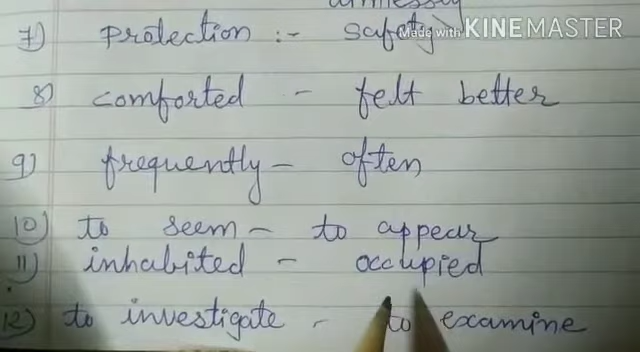 aimlessly
7) Protection :- safety
Made with KINEMASTER
8) comforted - felt better
9) frequently - often
10) to seem - to appear
11) inhabited - occupied
12) to investigate - to examine